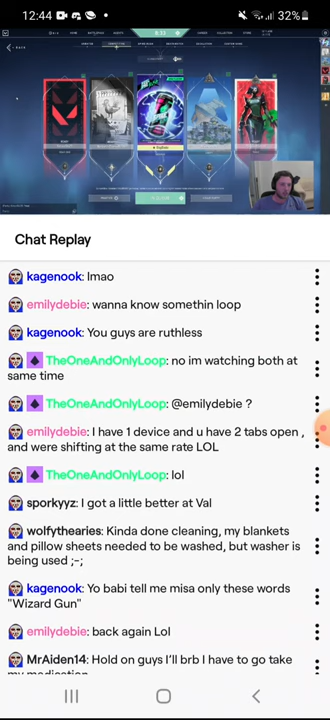 12:44
32%
BACK
8:32
Chat Replay
kagenook: lmao
emilydebie: wanna know somethin loop
kagenook: You guys are ruthless
TheOneAndOnlyLoop: no im watching both at
same time
TheOneAndOnlyLoop: @emilydebie ?
emilydebie: I have 1 device and u have 2 tabs open ,
and were shifting at the same rate LOL
TheOneAndOnlyLoop: lol
sporkyyz: I got a little better at Val
wolfythearies: Kinda done cleaning, my blankets
and pillow sheets needed to be washed, but washer is
being used ;-;
kagenook: Yo babi tell me misa only these words
"Wizard Gun"
emilydebie: back again Lol
MrAiden14: Hold on guys I'll brb I have to go take
my medication